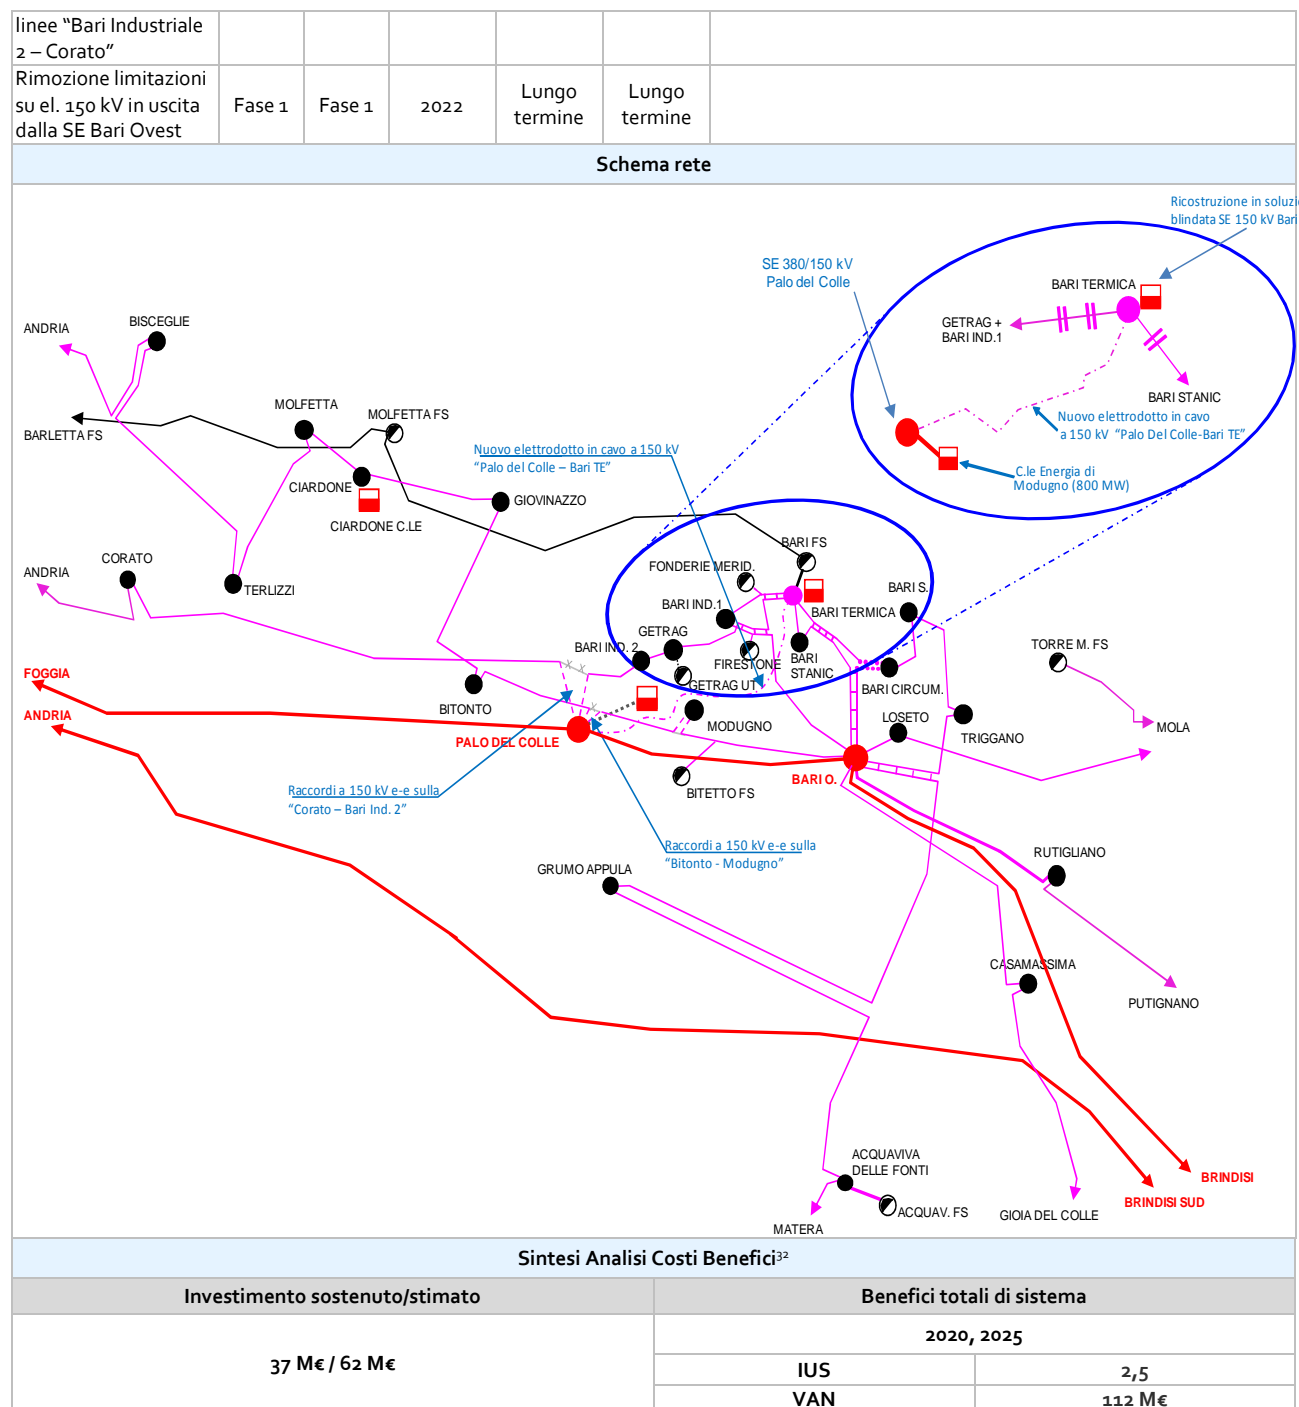 linee “Bari Industriale
2 – Corato”
Rimozione limitazioni
su el. 150 kV in uscita
dalla SE Bari Ovest
Fase 1
Fase 1
2022
Lungo
termine
Lungo
termine
Schema rete
Ricostruzione in soluzi
blindata SE 150 kV Bari
SE 380/150 kV
Palo del Colle
BARI TERMICA
GETRAG +
BARI IND.1
BARI STANIC
Nuovo elettrodotto in cavo
a 150 kV “Palo Del Colle-Bari TE”
C.le Energia di
Modugno (800 MW)
ANDRIA
BISCEGLIE
BARLETTA FS
MOLFETTA
MOLFETTA FS
Nuovo elettrodotto in cavo a 150 kV
“Palo del Colle – Bari TE”
CIARDONE
CIARDONE C.LE
GIOVINAZZO
CORATO
ANDRIA
TERLIZZI
BARI FS
FONDERIE MERID.
BARI S.
BARI IND.1
BARI TERMICA
GETRAG
BARI IND. 2
FIRESTONE
BARI
STANIC
TORRE M. FS
FOGGIA
GETRAG UT.
BARI CIRCUM.
BITONTO
ANDRIA
MODUGNO
LOSETO
TRIGGANO
MOLA
PALO DEL COLLE
BARI O.
BITETTO FS
Raccordi a 150 kV e-e sulla
“Corato – Bari Ind. 2”
Raccordi a 150 kV e-e sulla
“Bitonto - Modugno”
GRUMO APPULA
RUTIGLIANO
CASAMASSIMA
PUTIGNANO
ACQUAVIVA
DELLE FONTI
BRINDISI
BRINDISI SUD
ACQUAV. FS
GIOIA DEL COLLE
MATERA
Sintesi Analisi Costi Benefici32
Investimento sostenuto/stimato
Benefici totali di sistema
2020, 2025
37 M€ / 62 M€
IUS
2,5
VAN
112 M€